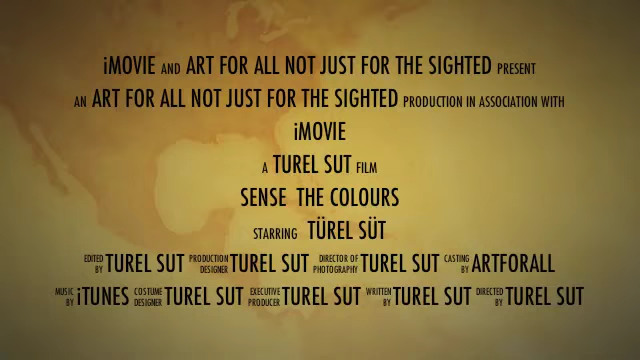 iMOVIE AND ART FOR ALL NOT JUST FOR THE SIGHTED PRESENT
AN ART FOR ALL NOT JUST FOR THE SIGHTED PRODUCTION IN ASSOCIATION WITH
iMOVIE
A TUREL SUT FILM
SENSE THE COLOURS
STARRING TÜREL SÜT
EDITED BY TUREL SUT PRODUCTION DESIGNER TUREL SUT DIRECTOR OF PHOTOGRAPHY TUREL SUT CASTING BY ARTFORALL
MUSIC BY iTUNES COSTUME DESIGNER TUREL SUT EXECUTIVE PRODUCER TUREL SUT WRITTEN BY TUREL SUT DIRECTED BY TUREL SUT